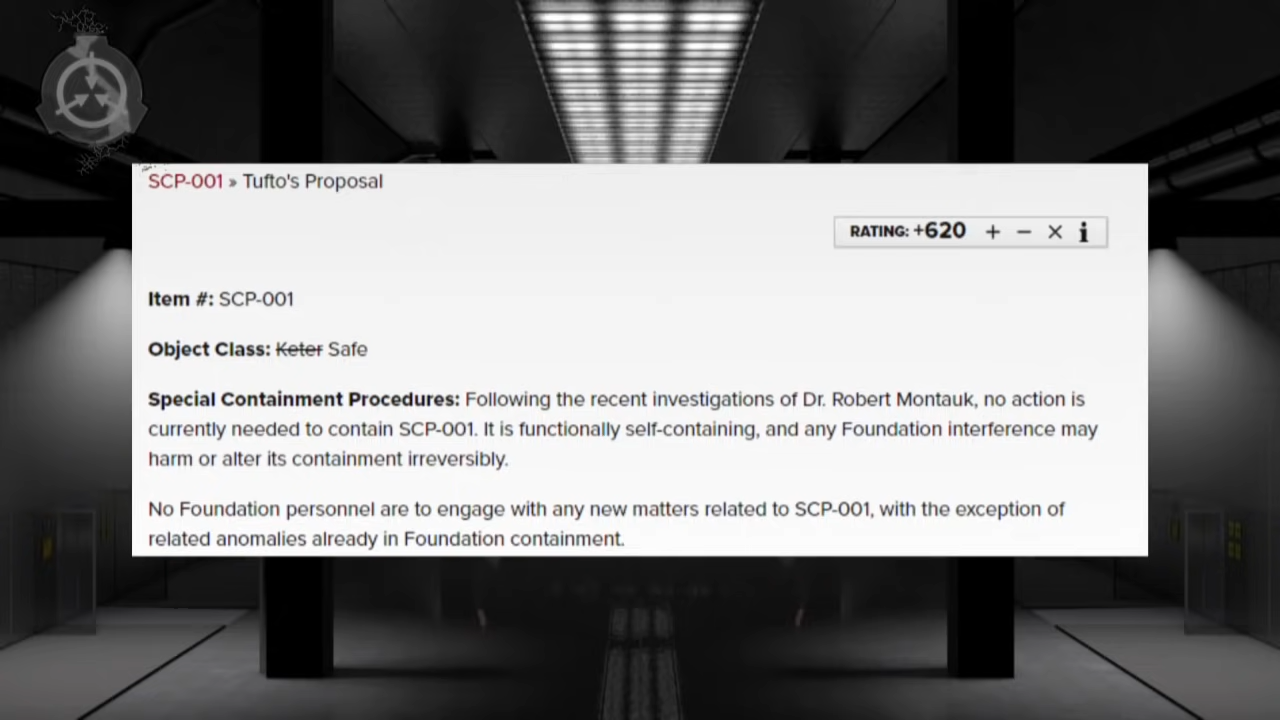 SCP-001 » Tufto's Proposal
RATING: +620 + − × i
Item #: SCP-001
Object Class: Keter Safe
Special Containment Procedures: Following the recent investigations of Dr. Robert Montauk, no action is
currently needed to contain SCP-001. It is functionally self-containing, and any Foundation interference may
harm or alter its containment irreversibly.
No Foundation personnel are to engage with any new matters related to SCP-001, with the exception of
related anomalies already in Foundation containment.